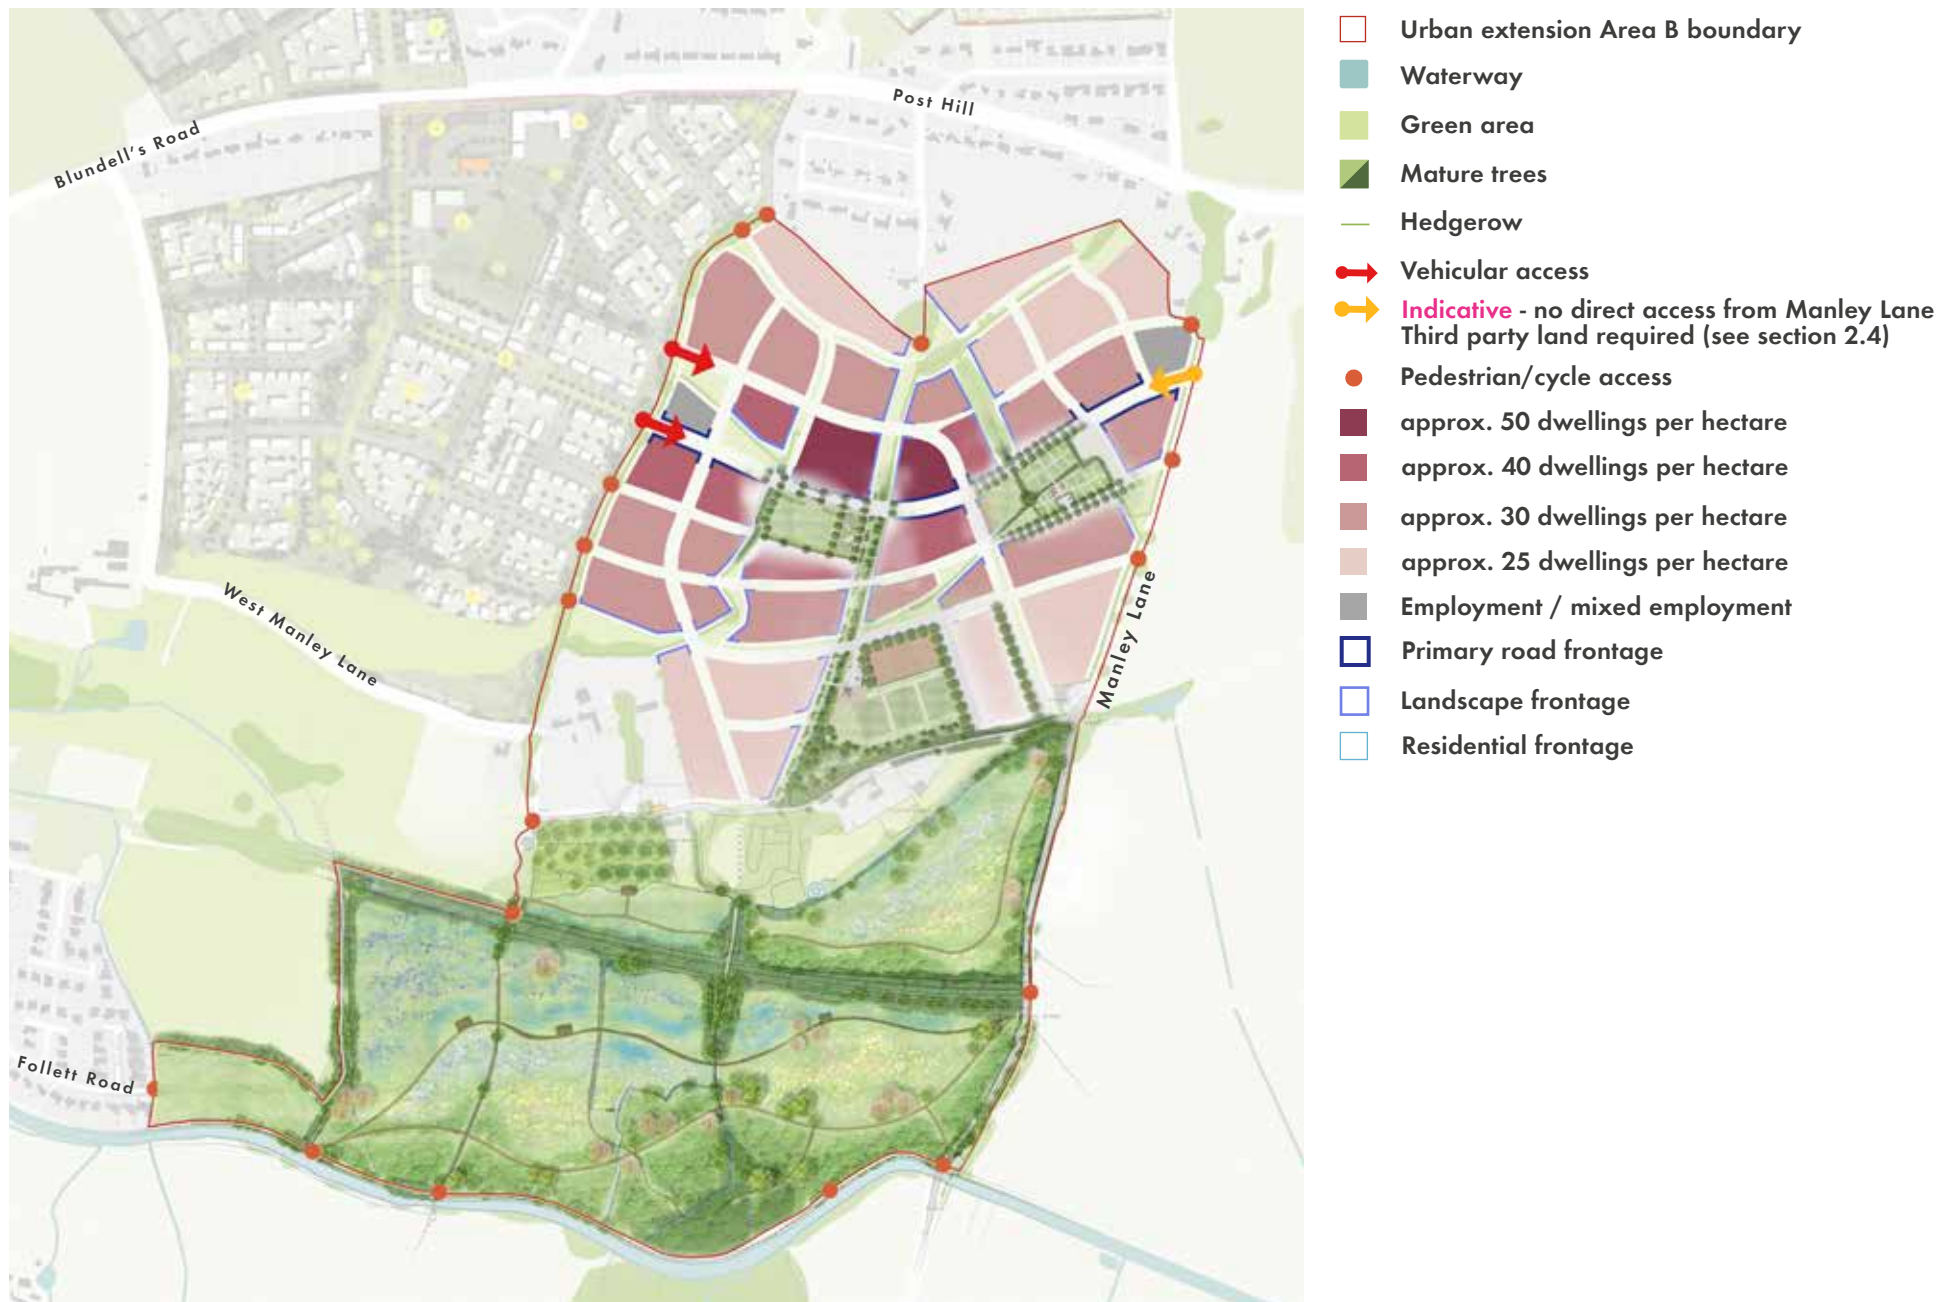 Blundell's Road
Post Hill
West Manley Lane
Manley Lane
Follett Road
Urban extension Area B boundary
Waterway
Green area
Mature trees
Hedgerow
Vehicular access
Indicative - no direct access from Manley Lane
Third party land required (see section 2.4)
Pedestrian/cycle access
approx. 50 dwellings per hectare
approx. 40 dwellings per hectare
approx. 30 dwellings per hectare
approx. 25 dwellings per hectare
Employment / mixed employment
Primary road frontage
Landscape frontage
Residential frontage